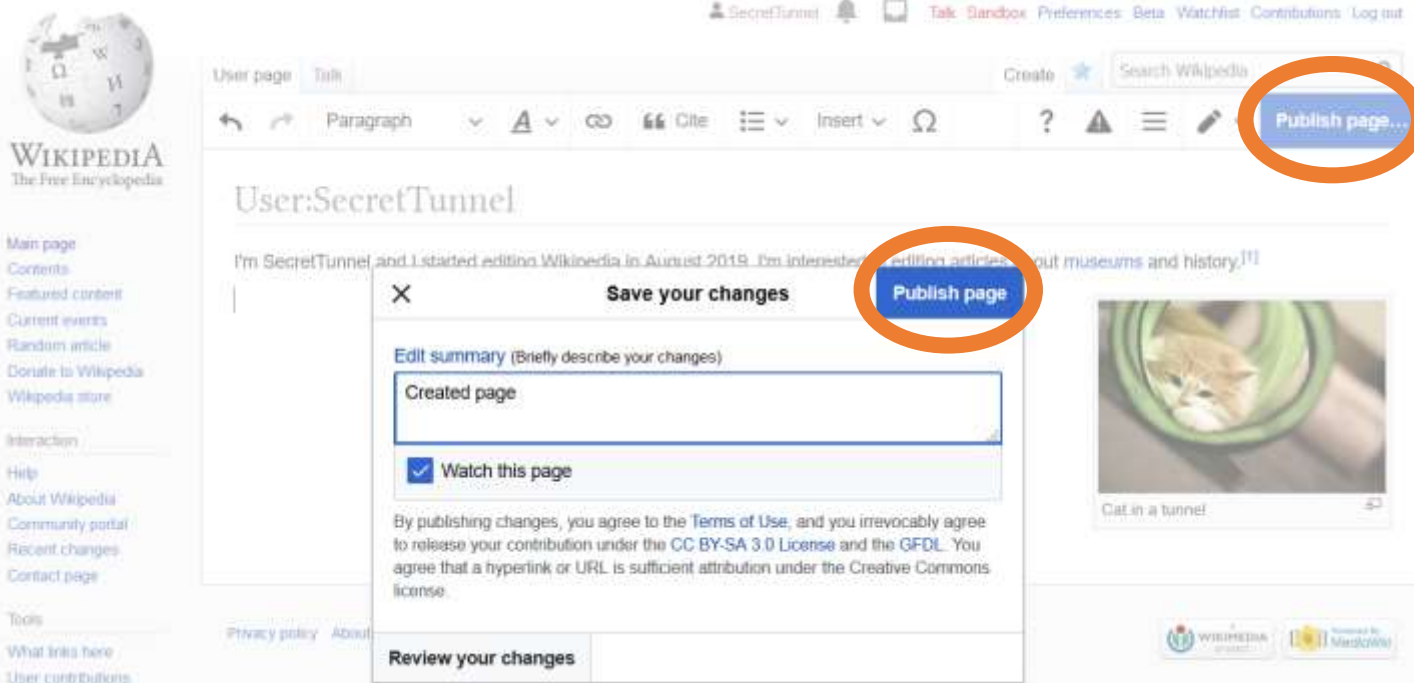 SecretTunnel Talk Sandbox Preferences Beta Watchlist Contributions Log out
WIKIPEDIA
The Free Encyclopedia
User page Talk Create Search Wikipedia
Paragraph A Cite Insert Ω ? Publish page...
User:SecretTunnel
I'm SecretTunnel and I started editing Wikipedia in August 2019. I'm interested editing articles about museums and history.[1]
Main page
Contents
Featured content
Current events
Random article
Donate to Wikipedia
Wikipedia store
Interaction
Help
About Wikipedia
Community portal
Recent changes
Contact page
Tools
What links here
User contributions
Save your changes Publish page
Edit summary (Briefly describe your changes)
Created page
Watch this page
By publishing changes, you agree to the Terms of Use, and you irrevocably agree
to release your contribution under the CC BY-SA 3.0 License and the GFDL. You
agree that a hyperlink or URL is sufficient attribution under the Creative Commons
license.
Review your changes
Cat in a tunnel
Privacy policy About
WIKIMEDIA
MediaWiki